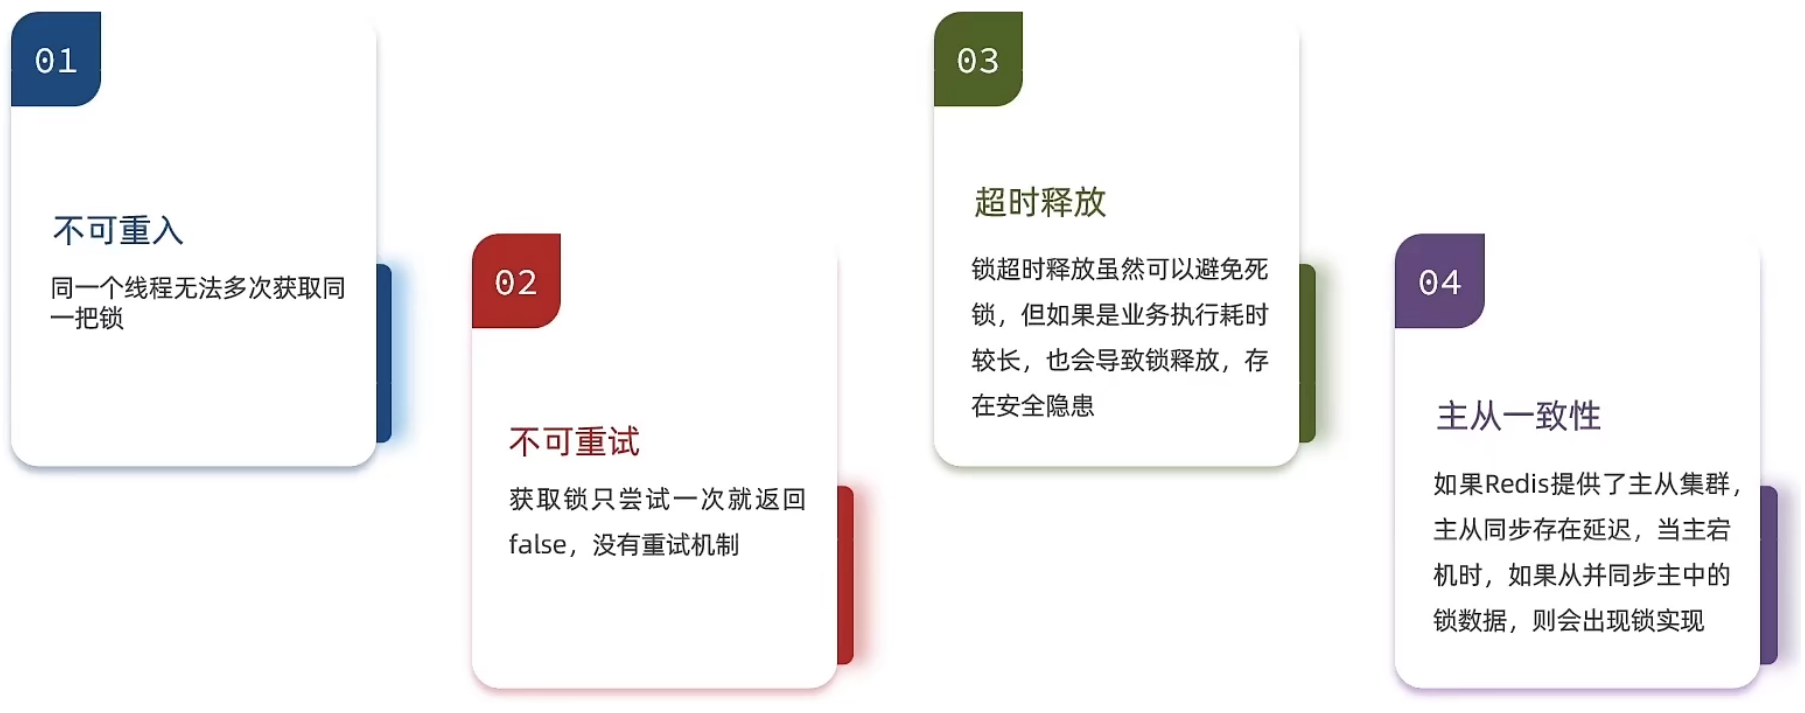 01
不可重入
同一个线程无法多次获取同
一把锁
02
不可重试
获取锁只尝试一次就返回
false，没有重试机制
03
超时释放
锁超时释放虽然可以避免死
锁，但如果是业务执行耗时
较长，也会导致锁释放，存
在安全隐患
04
主从一致性
如果Redis提供了主从集群，
主从同步存在延迟，当主宕
机时，如果从并同步主中的
锁数据，则会出现锁实现